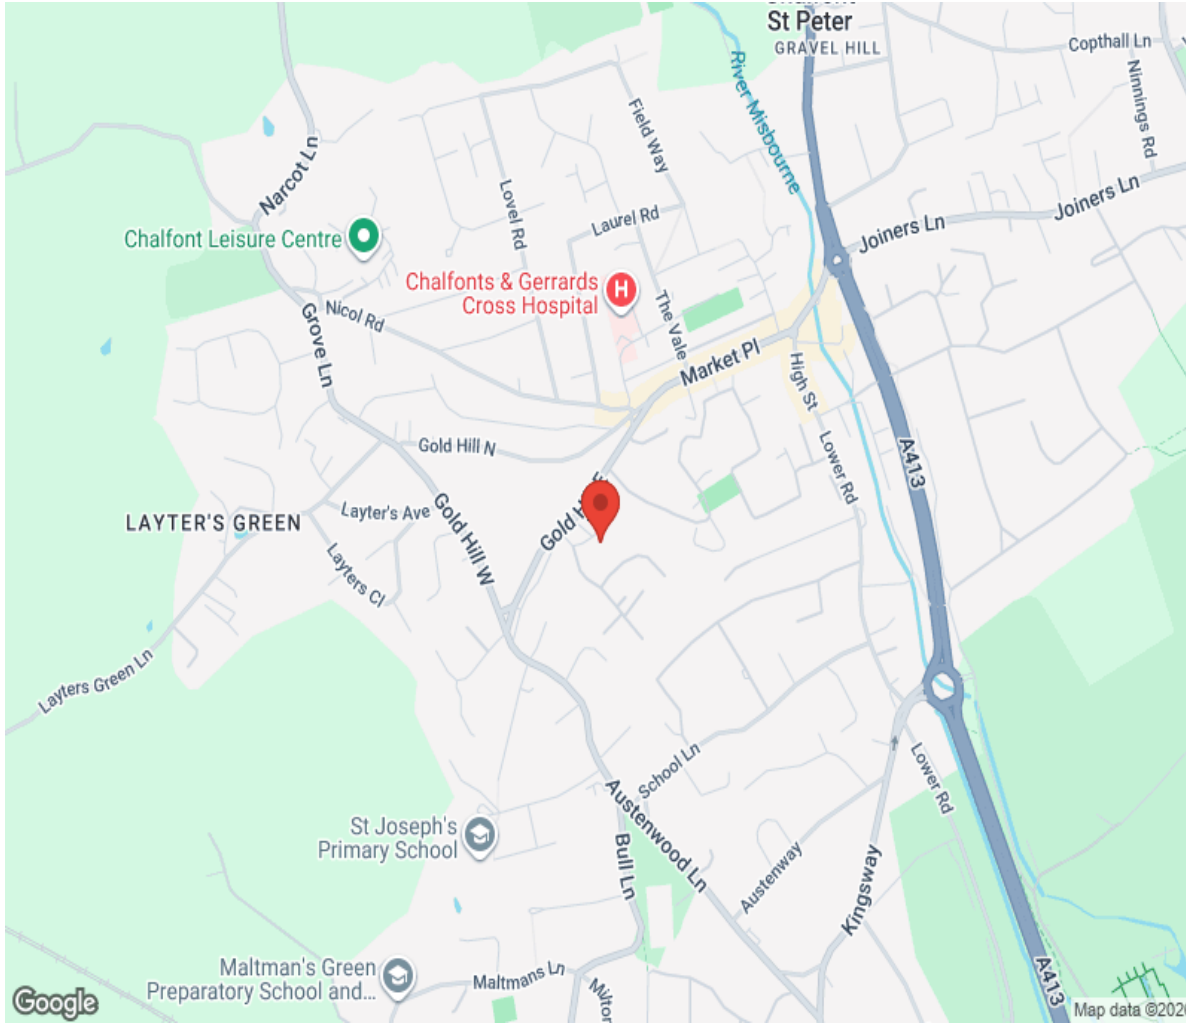 St Peter
GRAVEL HILL
Copthall Ln
Ninnings Rd
River Misbourne
Field Way
Narcot Ln
Lovel Rd
Laurel Rd
Joiners Ln
Joiners Ln
Chalfont Leisure Centre
Chalfonts & Gerrards
Cross Hospital
H
Nicol Rd
Grove Ln
The Vale
Market Pl
High St
Gold Hill N
Lower Rd
A413
Layter's Ave
LAYTER'S GREEN
Gold Hill W
Gold
Layters Cl
Layters Green Ln
School Ln
Lower Rd
Austenwood Ln
St Joseph's
Primary School
Bull Ln
Austenway
Kingsway
Maltman's Green
Preparatory School and...
Maltmans Ln
A413
Google
Map data ©202